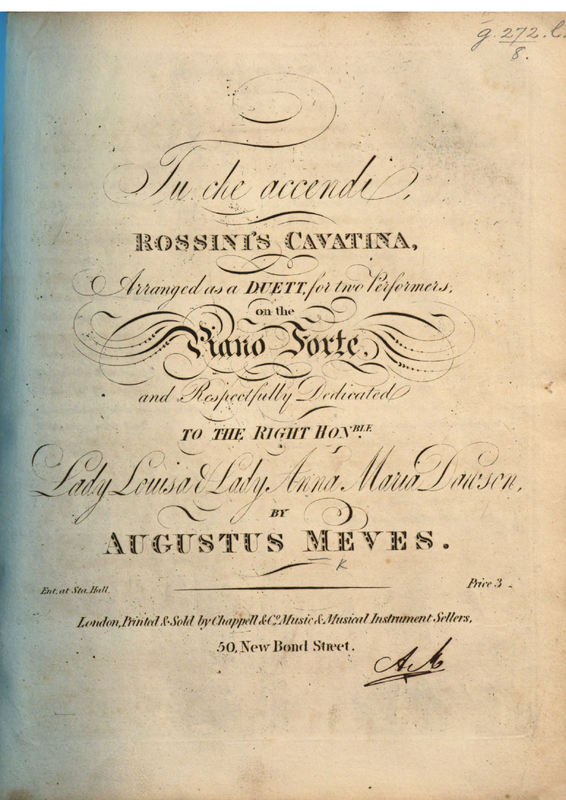 g. 272. l.
8.
Tu che accendi,
ROSSINI'S CAVATINA,
Arranged as a DUETT, for two Performers,
on the
Piano Forte,
and Respectfully Dedicated
TO THE RIGHT HONBLE.
Lady Louisa & Lady Anna Maria Dawson,
BY
AUGUSTUS MEVES.
K
Ent. at Sta. Hall. Price 3
London, Printed & Sold by Chappell & Co. Music & Musical Instrument Sellers,
50, New Bond Street.
AM